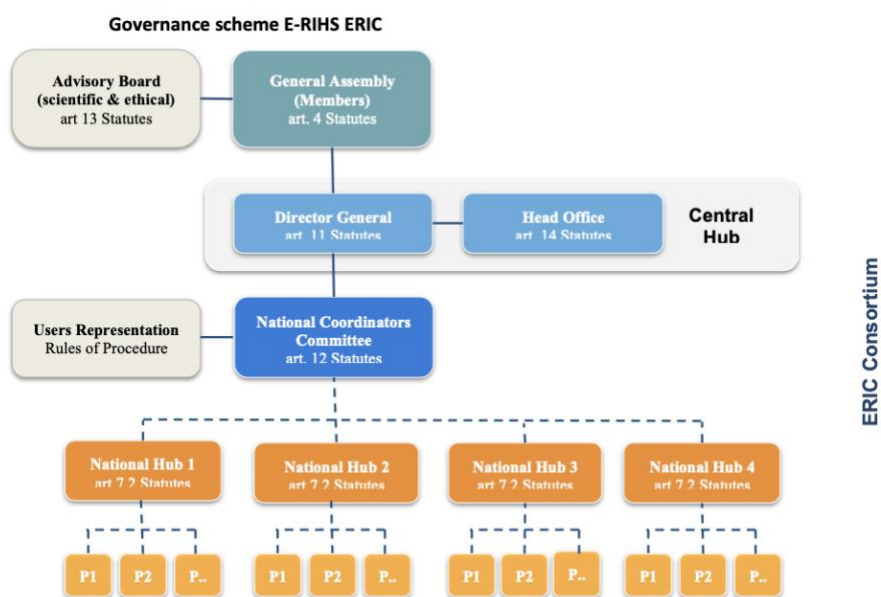 Governance scheme E-RIHS ERIC
Advisory Board
(scientific & ethical)
art 13 Statutes
General Assembly
(Members)
art. 4 Statutes
Director General
art. 11 Statutes
Head Office
art. 14 Statutes
Central
Hub
Users Representation
Rules of Procedure
National Coordinators
Committee
art. 12 Statutes
ERIC Consortium
National Hub 1
art 7.2 Statutes
National Hub 2
art 7.2 Statutes
National Hub 3
art 7.2 Statutes
National Hub 4
art 7.2 Statutes
P1
P2
P..
P1
P2
P..
P1
P2
P..
P1
P2
P..